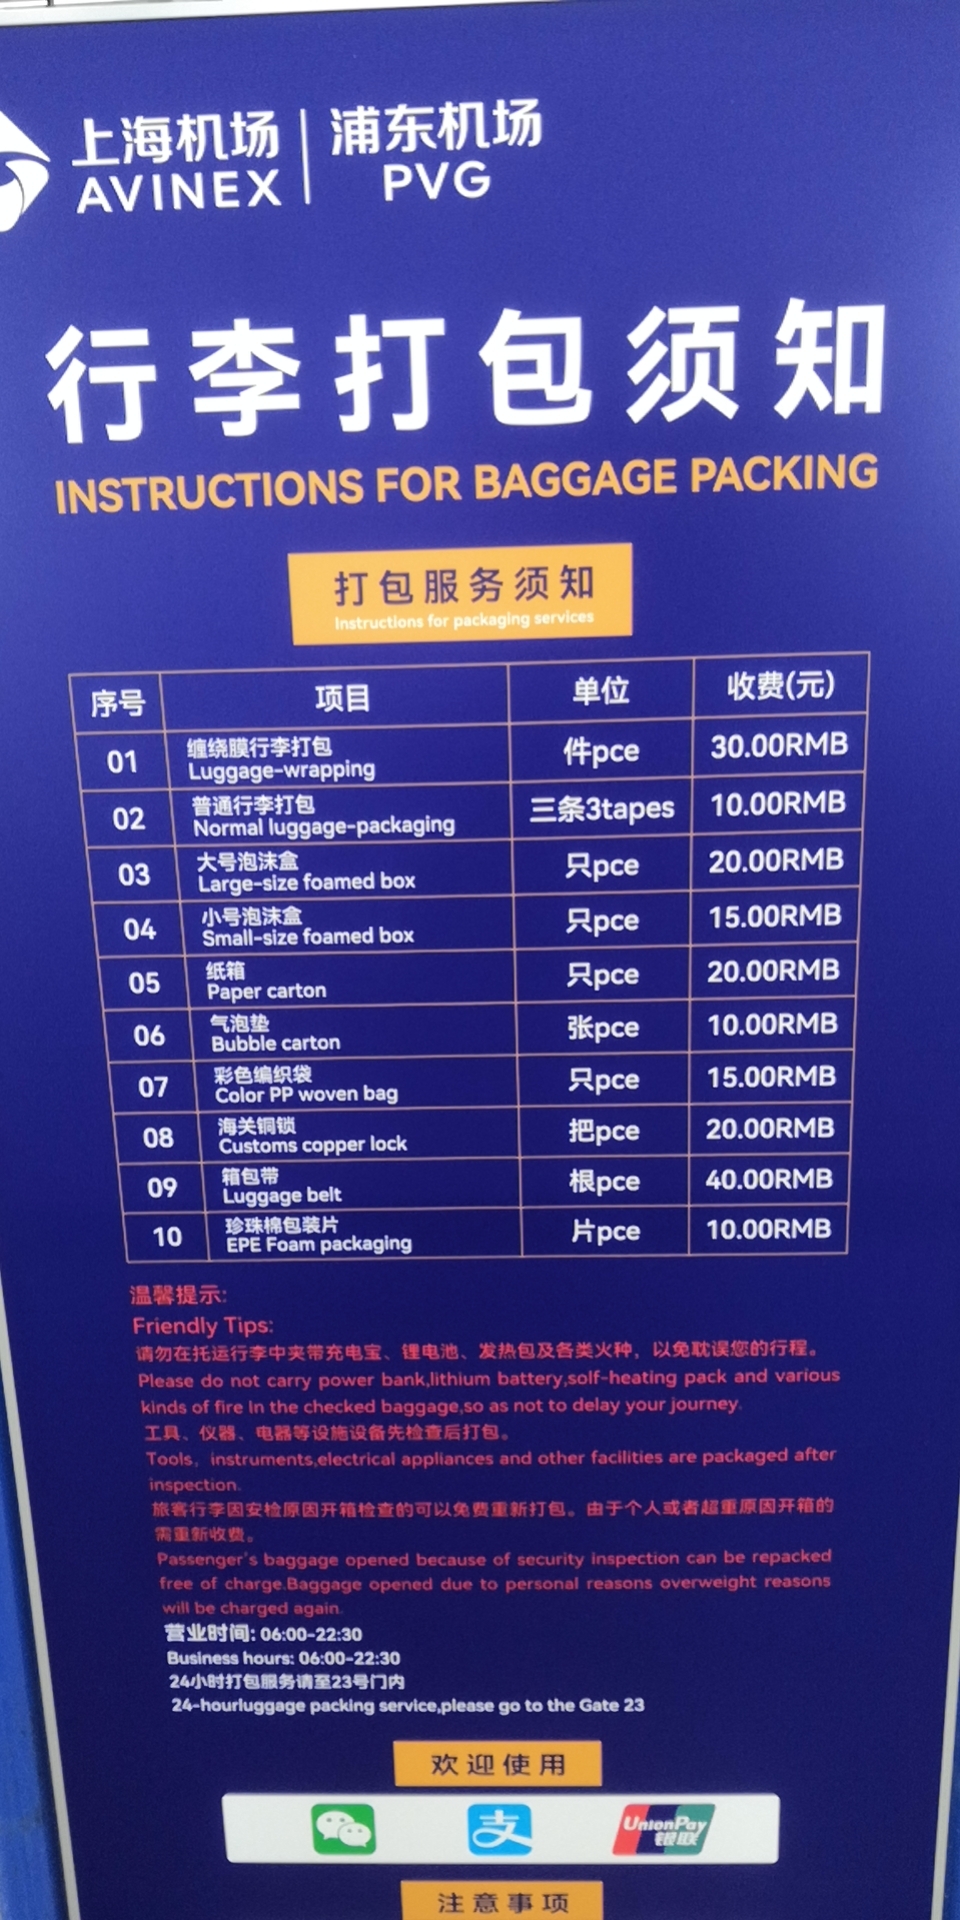 上海机场 | 浦东机场
AVINEX PVG
行李打包须知
INSTRUCTIONS FOR BAGGAGE PACKING
打包服务须知
Instructions for packaging services
序号 项目 单位 收费(元)
01 缠绕膜行李打包 Luggage-wrapping 件pce 30.00RMB
02 普通行李打包 Normal luggage-packaging 三条3tapes 10.00RMB
03 大号泡沫盒 Large-size foamed box 只pce 20.00RMB
04 小号泡沫盒 Small-size foamed box 只pce 15.00RMB
05 纸箱 Paper carton 只pce 20.00RMB
06 气泡垫 Bubble carton 张pce 10.00RMB
07 彩色编织袋 Color PP woven bag 只pce 15.00RMB
08 海关铜锁 Customs copper lock 把pce 20.00RMB
09 箱包带 Luggage belt 根pce 40.00RMB
10 珍珠棉包装片 EPE Foam packaging 片pce 10.00RMB
温馨提示:
Friendly Tips:
请勿在托运行李中夹带充电宝、锂电池、发热包及各类火种，以免耽误您的行程。
Please do not carry power bank,lithium battery,solf-heating pack and various
kinds of fire In the checked baggage,so as not to delay your journey.
工具、仪器、电器等设施设备先检查后打包。
Tools, instruments,electrical appliances and other facilities are packaged after
inspection.
旅客行李因安检原因开箱检查的可以免费重新打包。由于个人或者超重原因开箱的
需重新收费。
Passenger's baggage opened because of security inspection can be repacked
free of charge.Baggage opened due to personal reasons overweight reasons
will be charged again.
营业时间: 06:00-22:30
Business hours: 06:00-22:30
24小时打包服务请至23号门内
24-hourluggage packing service,please go to the Gate 23
欢迎使用
支 UnionPay
银联
注意事项